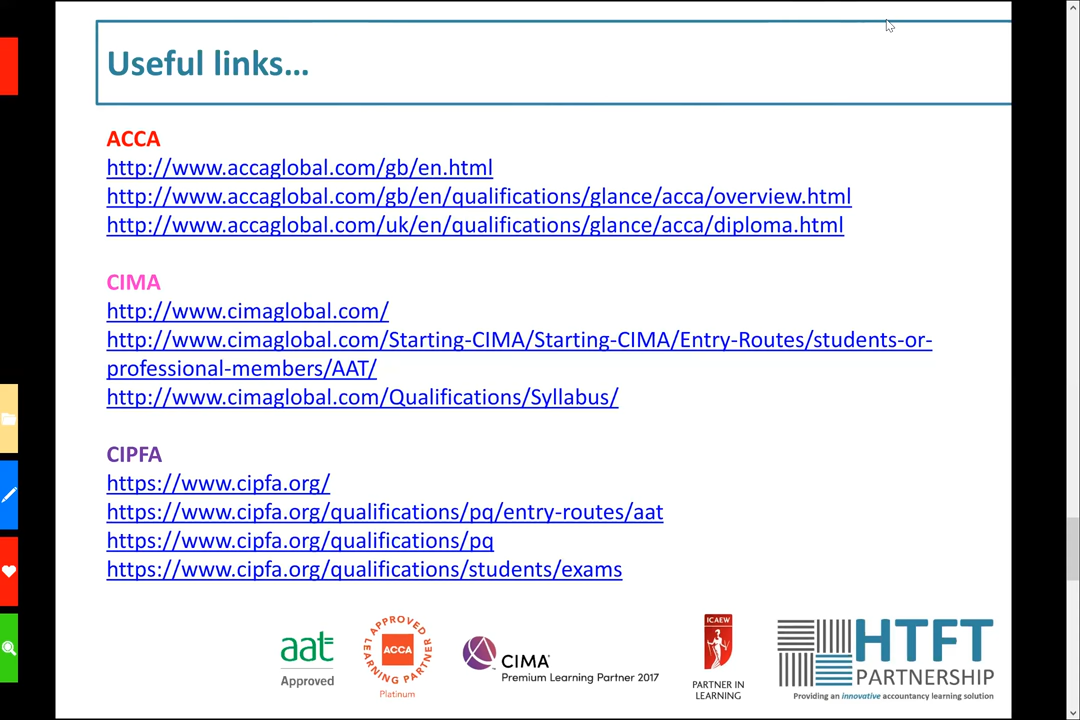 Useful links...
ACCA
http://www.accaglobal.com/gb/en.html
http://www.accaglobal.com/gb/en/qualifications/glance/acca/overview.html
http://www.accaglobal.com/uk/en/qualifications/glance/acca/diploma.html
CIMA
http://www.cimaglobal.com/
http://www.cimaglobal.com/Starting-CIMA/Starting-CIMA/Entry-Routes/students-or-
professional-members/AAT/
http://www.cimaglobal.com/Qualifications/Syllabus/
CIPFA
https://www.cipfa.org/
https://www.cipfa.org/qualifications/pq/entry-routes/aat
https://www.cipfa.org/qualifications/pq
https://www.cipfa.org/qualifications/students/exams
aat
Approved
APPROVED LEARNING PARTNER
ACCA
Platinum
CIMA
Premium Learning Partner 2017
ICAEW
PARTNER IN
LEARNING
HTFT
PARTNERSHIP
Providing an innovative accountancy learning solution